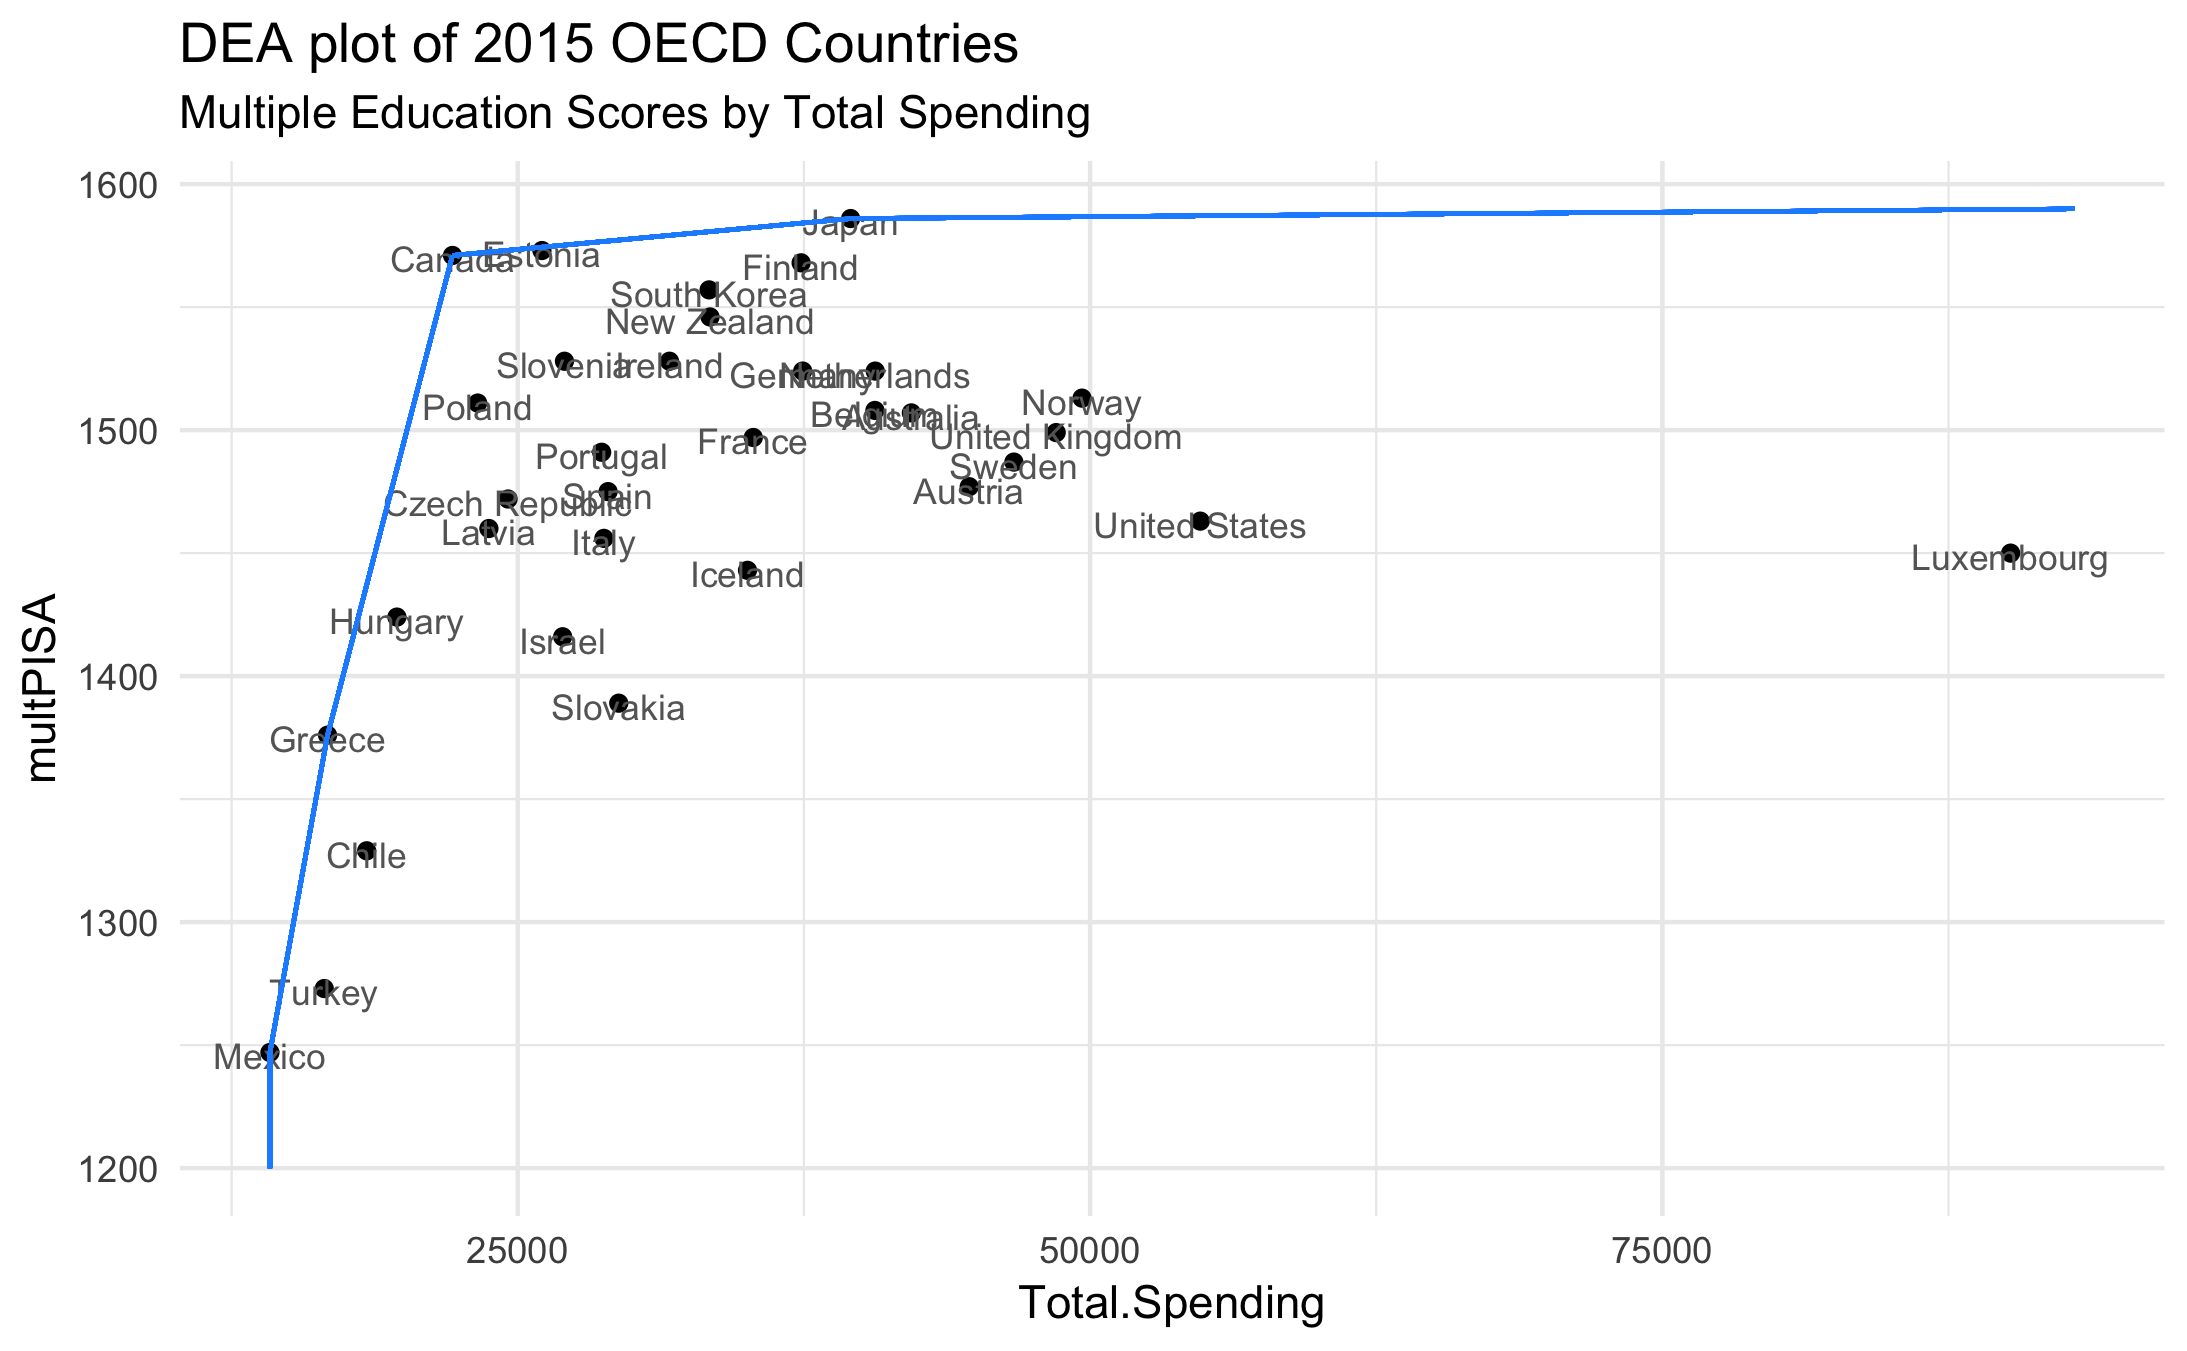 DEA plot of 2015 OECD Countries
Multiple Education Scores by Total Spending
1600
Japan
Canada Estonia
Finland
South Korea
New Zealand
Slovenia Ireland
Germany Netherlands
Norway
Poland
Belgium Australia
1500
United Kingdom
France
Portugal
Sweden
Austria
Spain
Czech Republic
United States
Latvia
Italy
Luxembourg
Iceland
Hungary
Israel
1400
Slovakia
Greece
multPISA
Chile
1300
Turkey
Mexico
1200
25000 50000 75000
Total.Spending